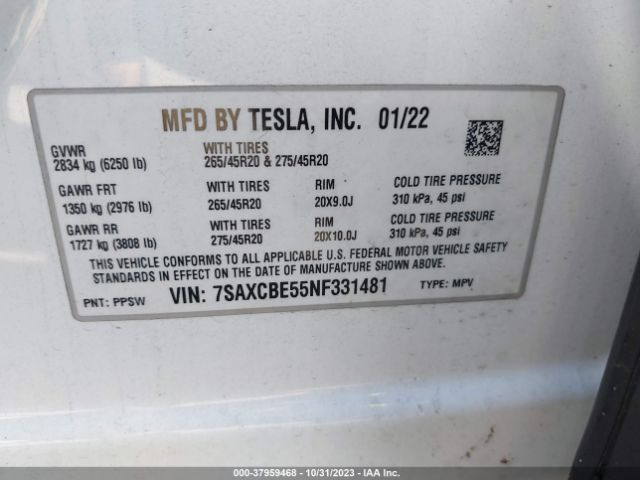 MFD BY TESLA, INC. 01/22
GVWR
2834 kg (6250 lb)
WITH TIRES
265/45R20 & 275/45R20
GAWR FRT
1350 kg (2976 lb)
WITH TIRES
265/45R20
RIM
20X9.0J
COLD TIRE PRESSURE
310 kPa, 45 psi
GAWR RR
1727 kg (3808 lb)
WITH TIRES
275/45R20
RIM
20X10.0J
COLD TIRE PRESSURE
310 kPa, 45 psi
THIS VEHICLE CONFORMS TO ALL APPLICABLE U.S. FEDERAL MOTOR VEHICLE SAFETY
STANDARDS IN EFFECT ON THE DATE OF MANUFACTURE SHOWN ABOVE.
PNT: PPSW VIN: 7SAXCBE55NF331481 TYPE: MPV
000-37959468 - 10/31/2023 - IAA Inc.